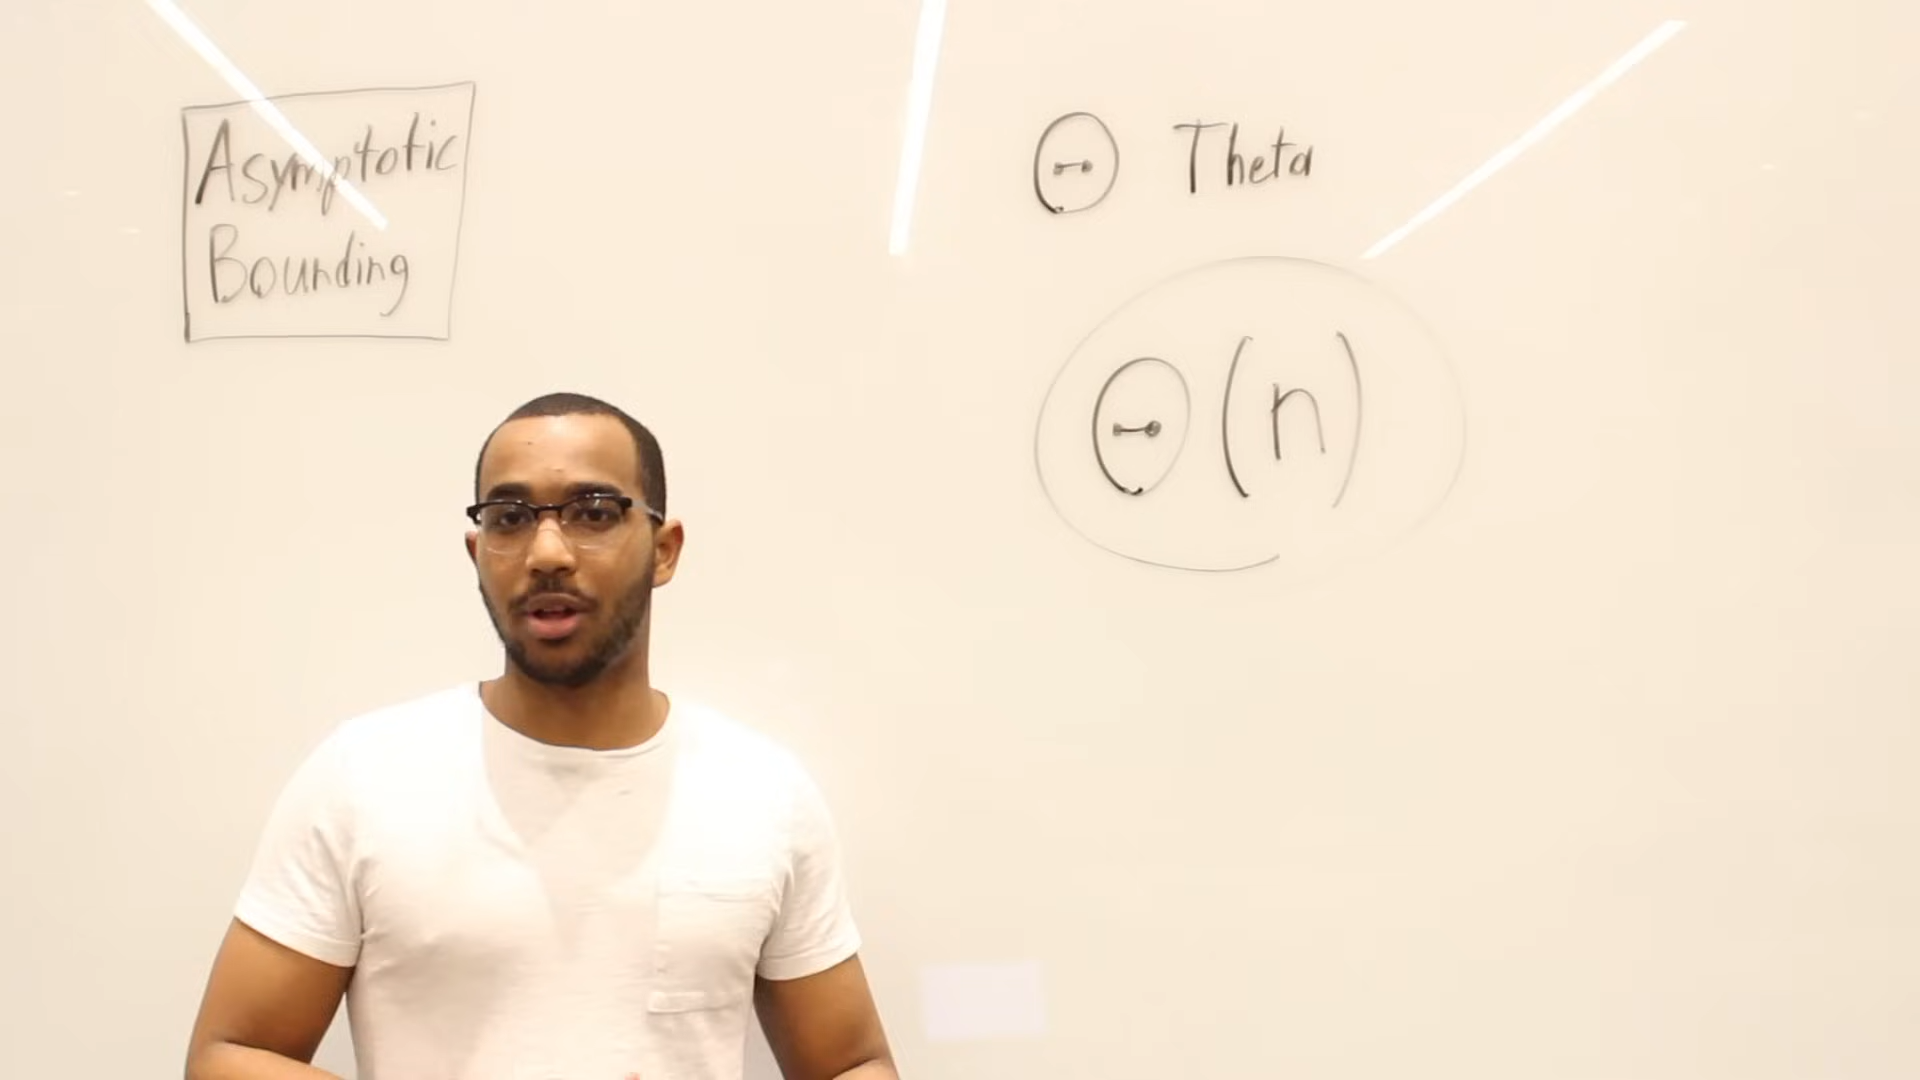 Asymptotic
Bounding
Θ Theta
Θ(n)